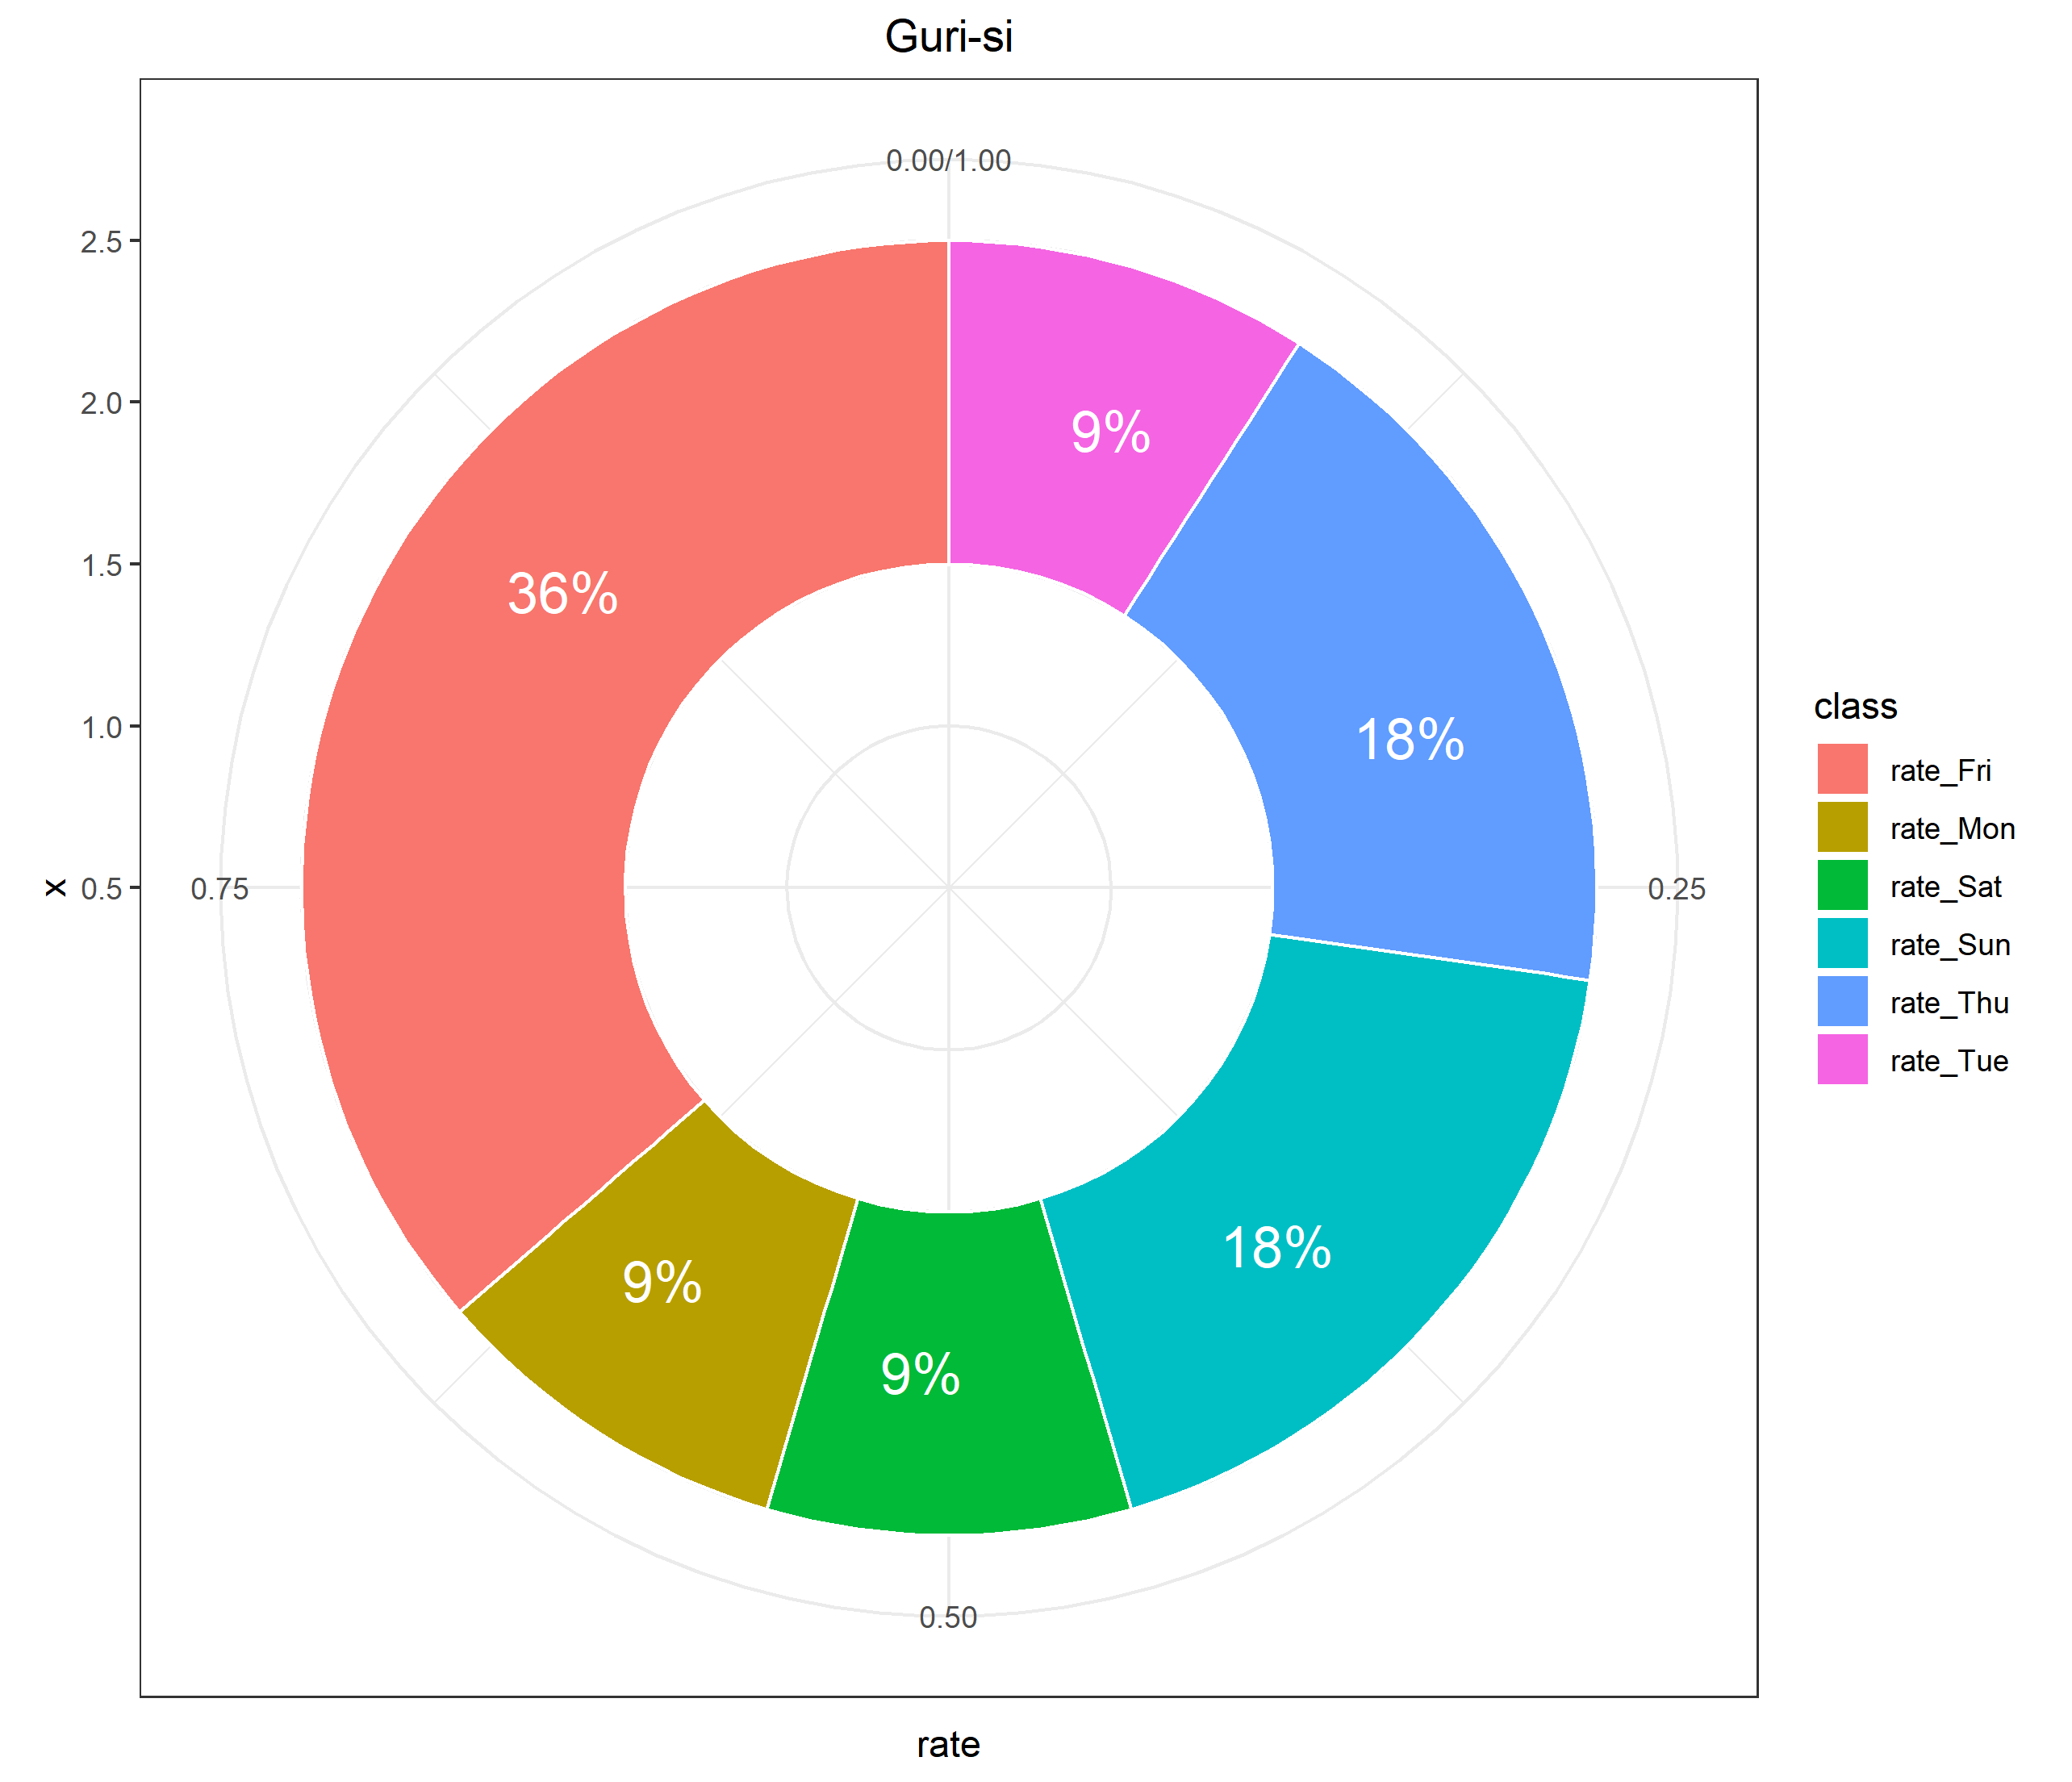 Guri-si
0.00/1.00
2.5
2.0
9%
1.5
36%
18%
1.0
x
0.5
0.75
0.25
18%
9%
9%
0.50
rate
class
rate_Fri
rate_Mon
rate_Sat
rate_Sun
rate_Thu
rate_Tue